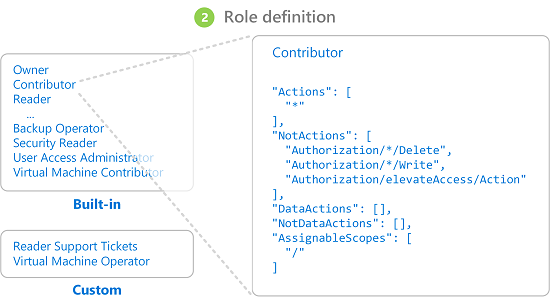 2 Role definition
Owner
Contributor
Reader
...
Backup Operator
Security Reader
User Access Administrator
Virtual Machine Contributor
Built-in
Reader Support Tickets
Virtual Machine Operator
Custom
Contributor
"Actions": [
"*"
],
"NotActions": [
"Authorization/*/Delete",
"Authorization/*/Write",
"Authorization/elevateAccess/Action"
],
"DataActions": [],
"NotDataActions": [],
"AssignableScopes": [
"/"
]